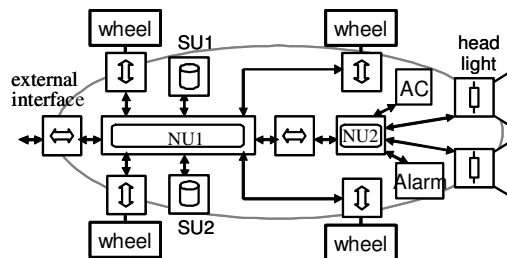 wheel
wheel
SU1
head
light
external
interface
AC
NU1
NU2
Alarm
SU2
wheel
wheel